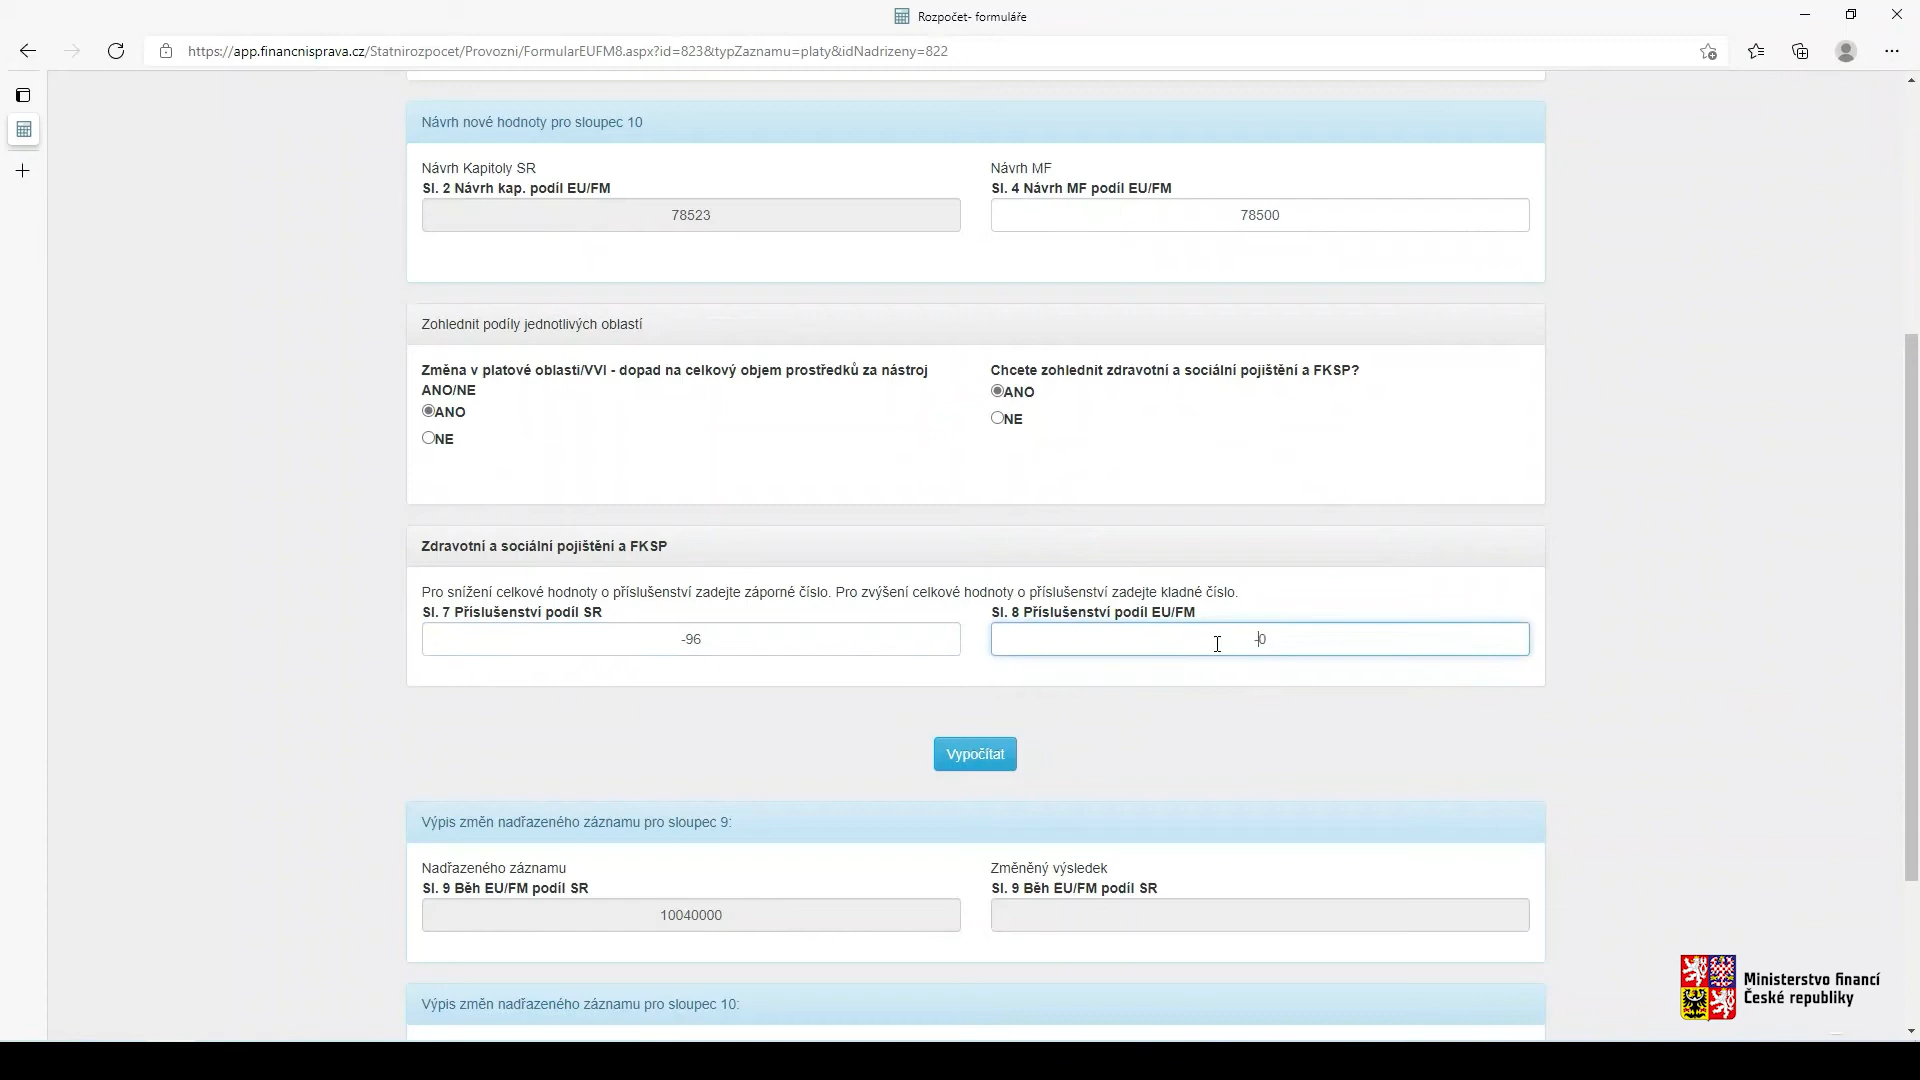 Rozpočet- formuláře
https://app.financnisprava.cz/Statnirozpocet/Provozni/FormularEUFM8.aspx?id=823&typZaznamu=platy&idNadrizeny=822
Návrh nové hodnoty pro sloupec 10
Návrh Kapitoly SR
Návrh MF
Sl. 2 Návrh kap. podíl EU/FM
Sl. 4 Návrh MF podíl EU/FM
78523
78500
Zohlednit podíly jednotlivých oblastí
Změna v platové oblasti/VVI - dopad na celkový objem prostředků za nástroj
ANO/NE
ANO
NE
Chcete zohlednit zdravotní a sociální pojištění a FKSP?
ANO
NE
Zdravotní a sociální pojištění a FKSP
Pro snížení celkové hodnoty o příslušenství zadejte záporné číslo. Pro zvýšení celkové hodnoty o příslušenství zadejte kladné číslo.
Sl. 7 Příslušenství podíl SR
Sl. 8 Příslušenství podíl EU/FM
-96
-0
Vypočítat
Výpis změn nadřazeného záznamu pro sloupec 9:
Nadřazeného záznamu
Změněný výsledek
Sl. 9 Běh EU/FM podíl SR
Sl. 9 Běh EU/FM podíl SR
10040000
Výpis změn nadřazeného záznamu pro sloupec 10:
Ministerstvo financí
České republiky